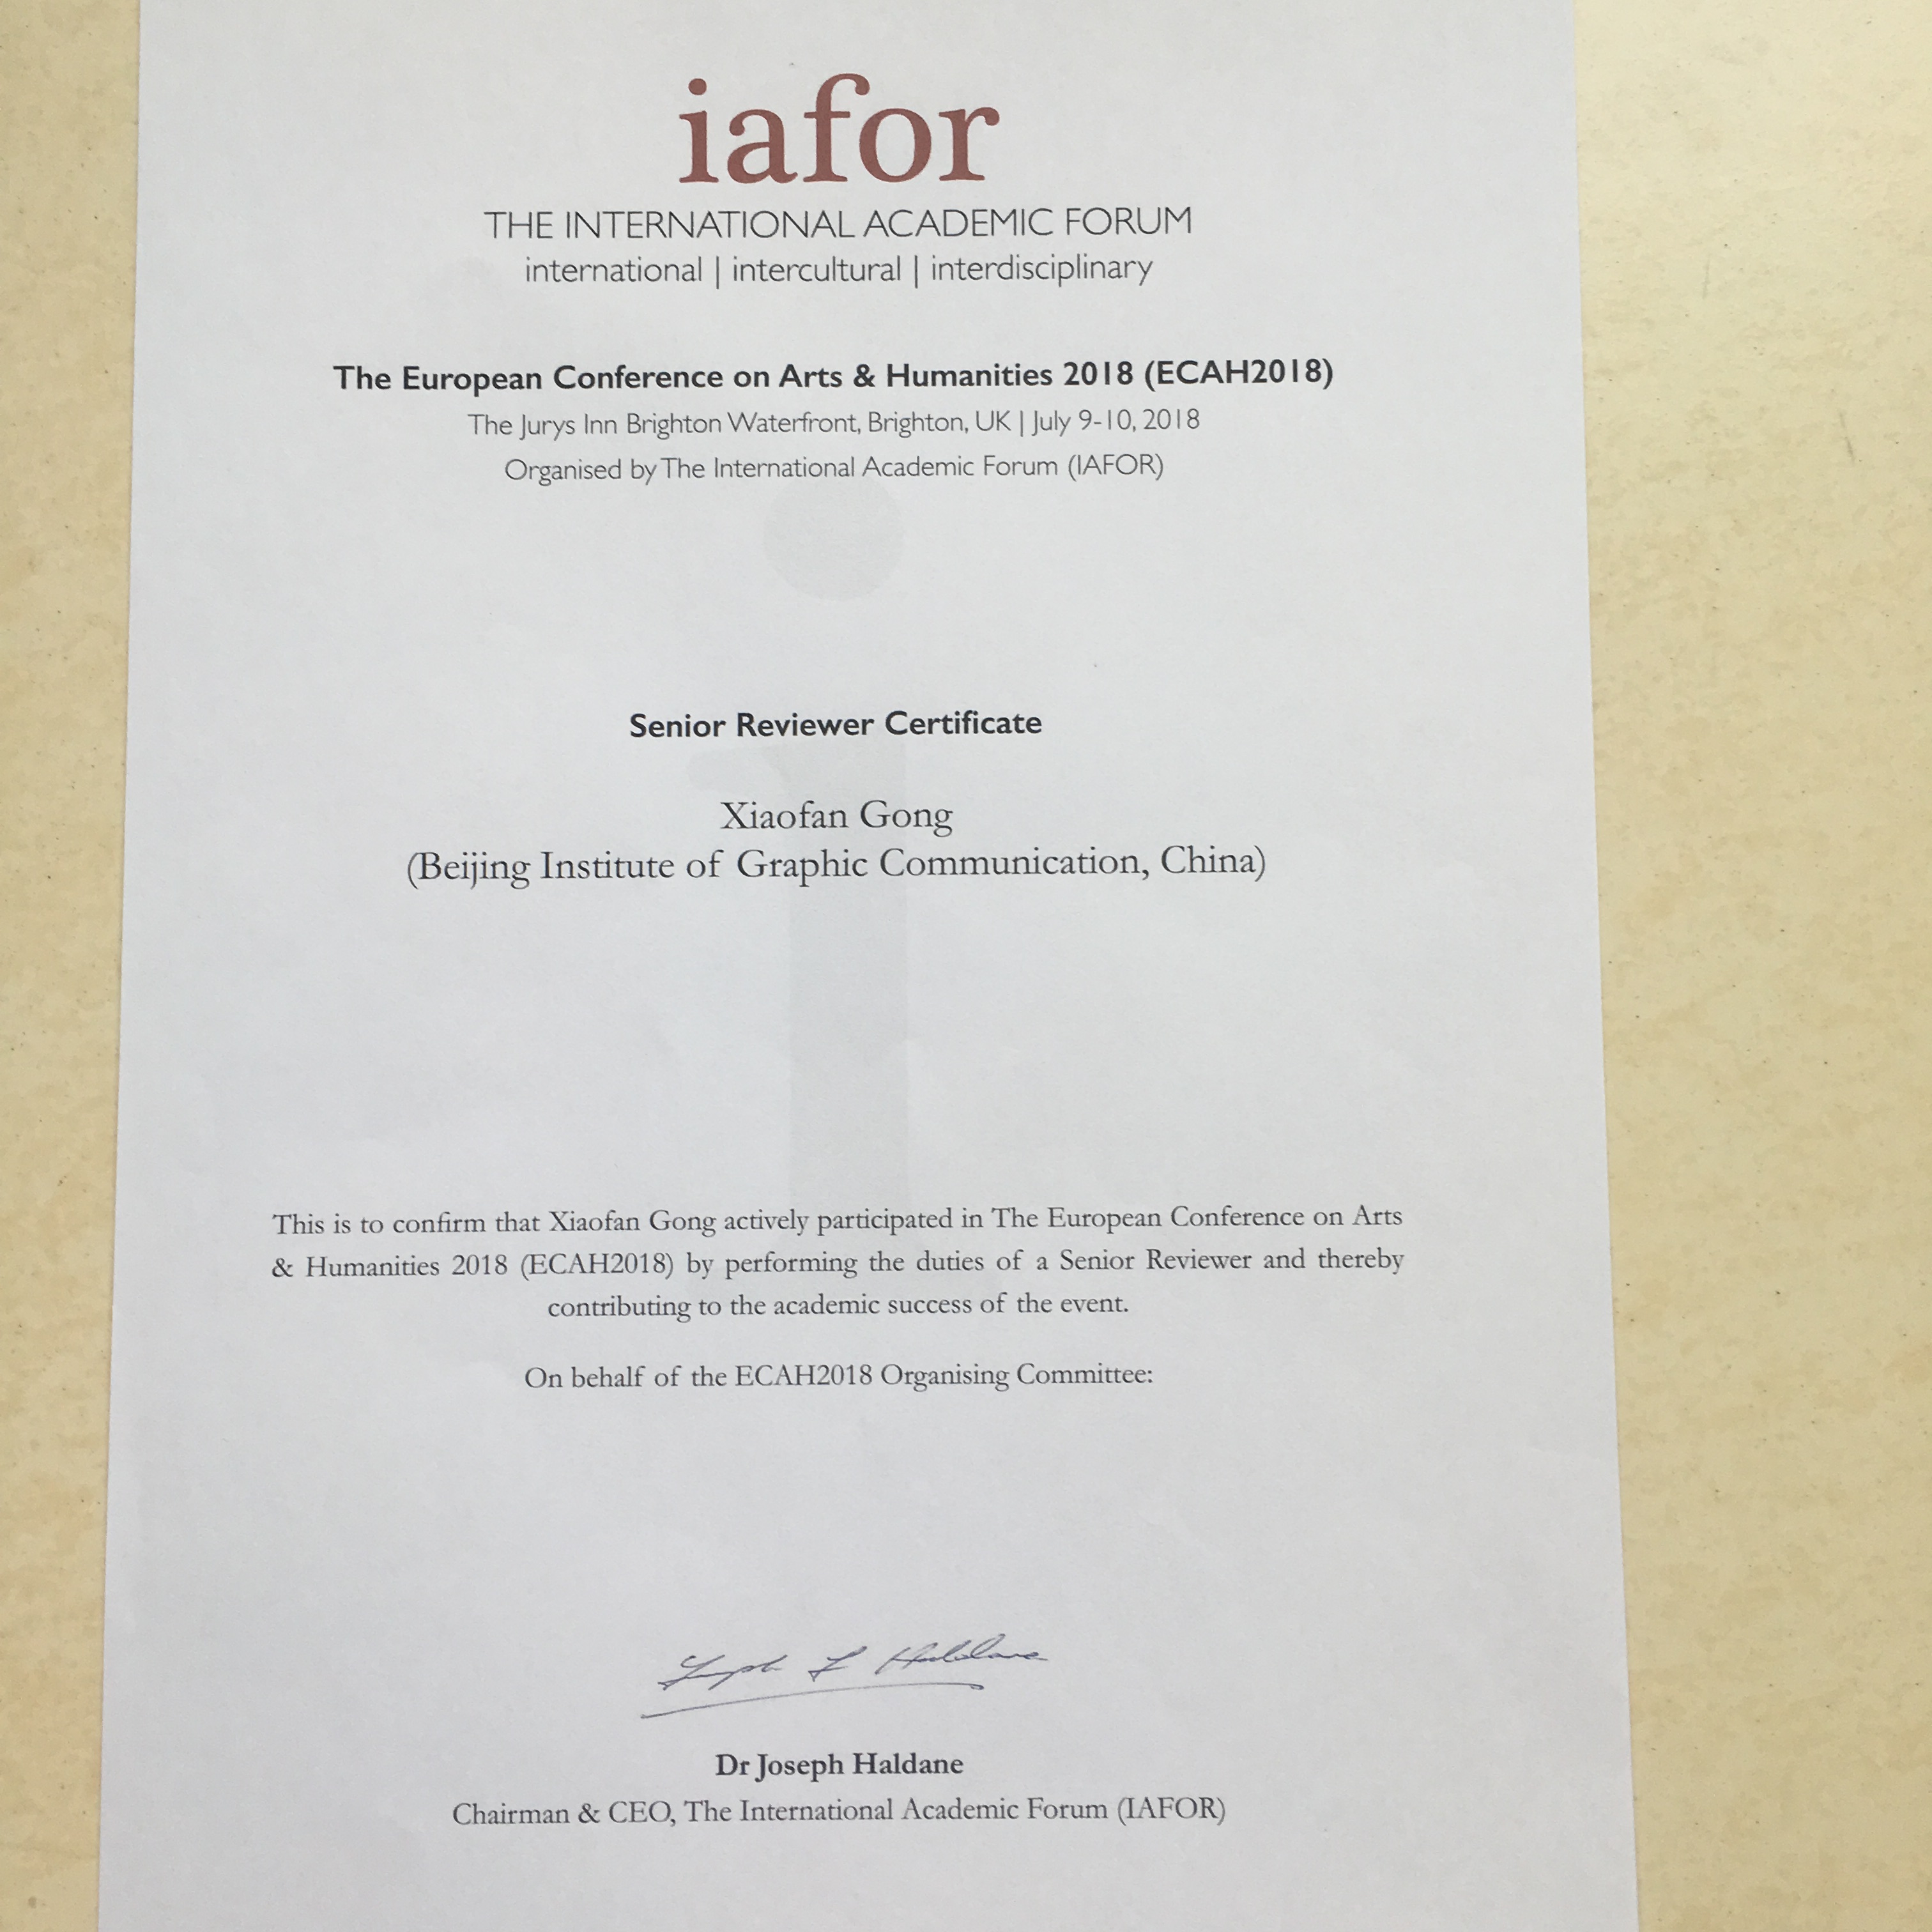 iafor
THE INTERNATIONAL ACADEMIC FORUM
international | intercultural | interdisciplinary
The European Conference on Arts & Humanities 2018 (ECAH2018)
The Jurys Inn Brighton Waterfront, Brighton, UK | July 9-10, 2018
Organised by The International Academic Forum (IAFOR)
Senior Reviewer Certificate
Xiaofan Gong
(Beijing Institute of Graphic Communication, China)
This is to confirm that Xiaofan Gong actively participated in The European Conference on Arts
& Humanities 2018 (ECAH2018) by performing the duties of a Senior Reviewer and thereby
contributing to the academic success of the event.
On behalf of the ECAH2018 Organising Committee:
Joseph F Haldane
Dr Joseph Haldane
Chairman & CEO, The International Academic Forum (IAFOR)